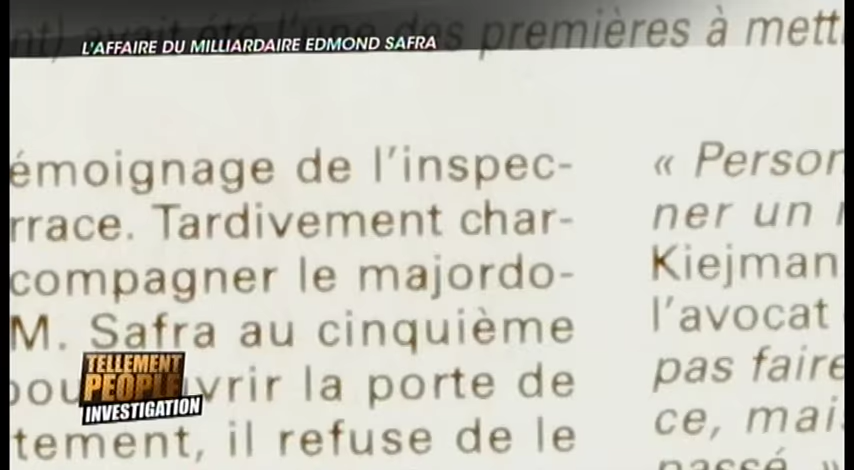 L'AFFAIRE DU MILLIARDAIRE EDMOND SAFRA
premières à mett
émoignage de l'inspec-
rrace. Tardivement char-
compagner le majordo-
M. Safra au cinquième
vrir la porte de
tement, il refuse de le
« Person
ner un
Kiejman
l'avocat
pas faire
ce, mais
passé. »
TELLEMENT
PEOPLE
INVESTIGATION